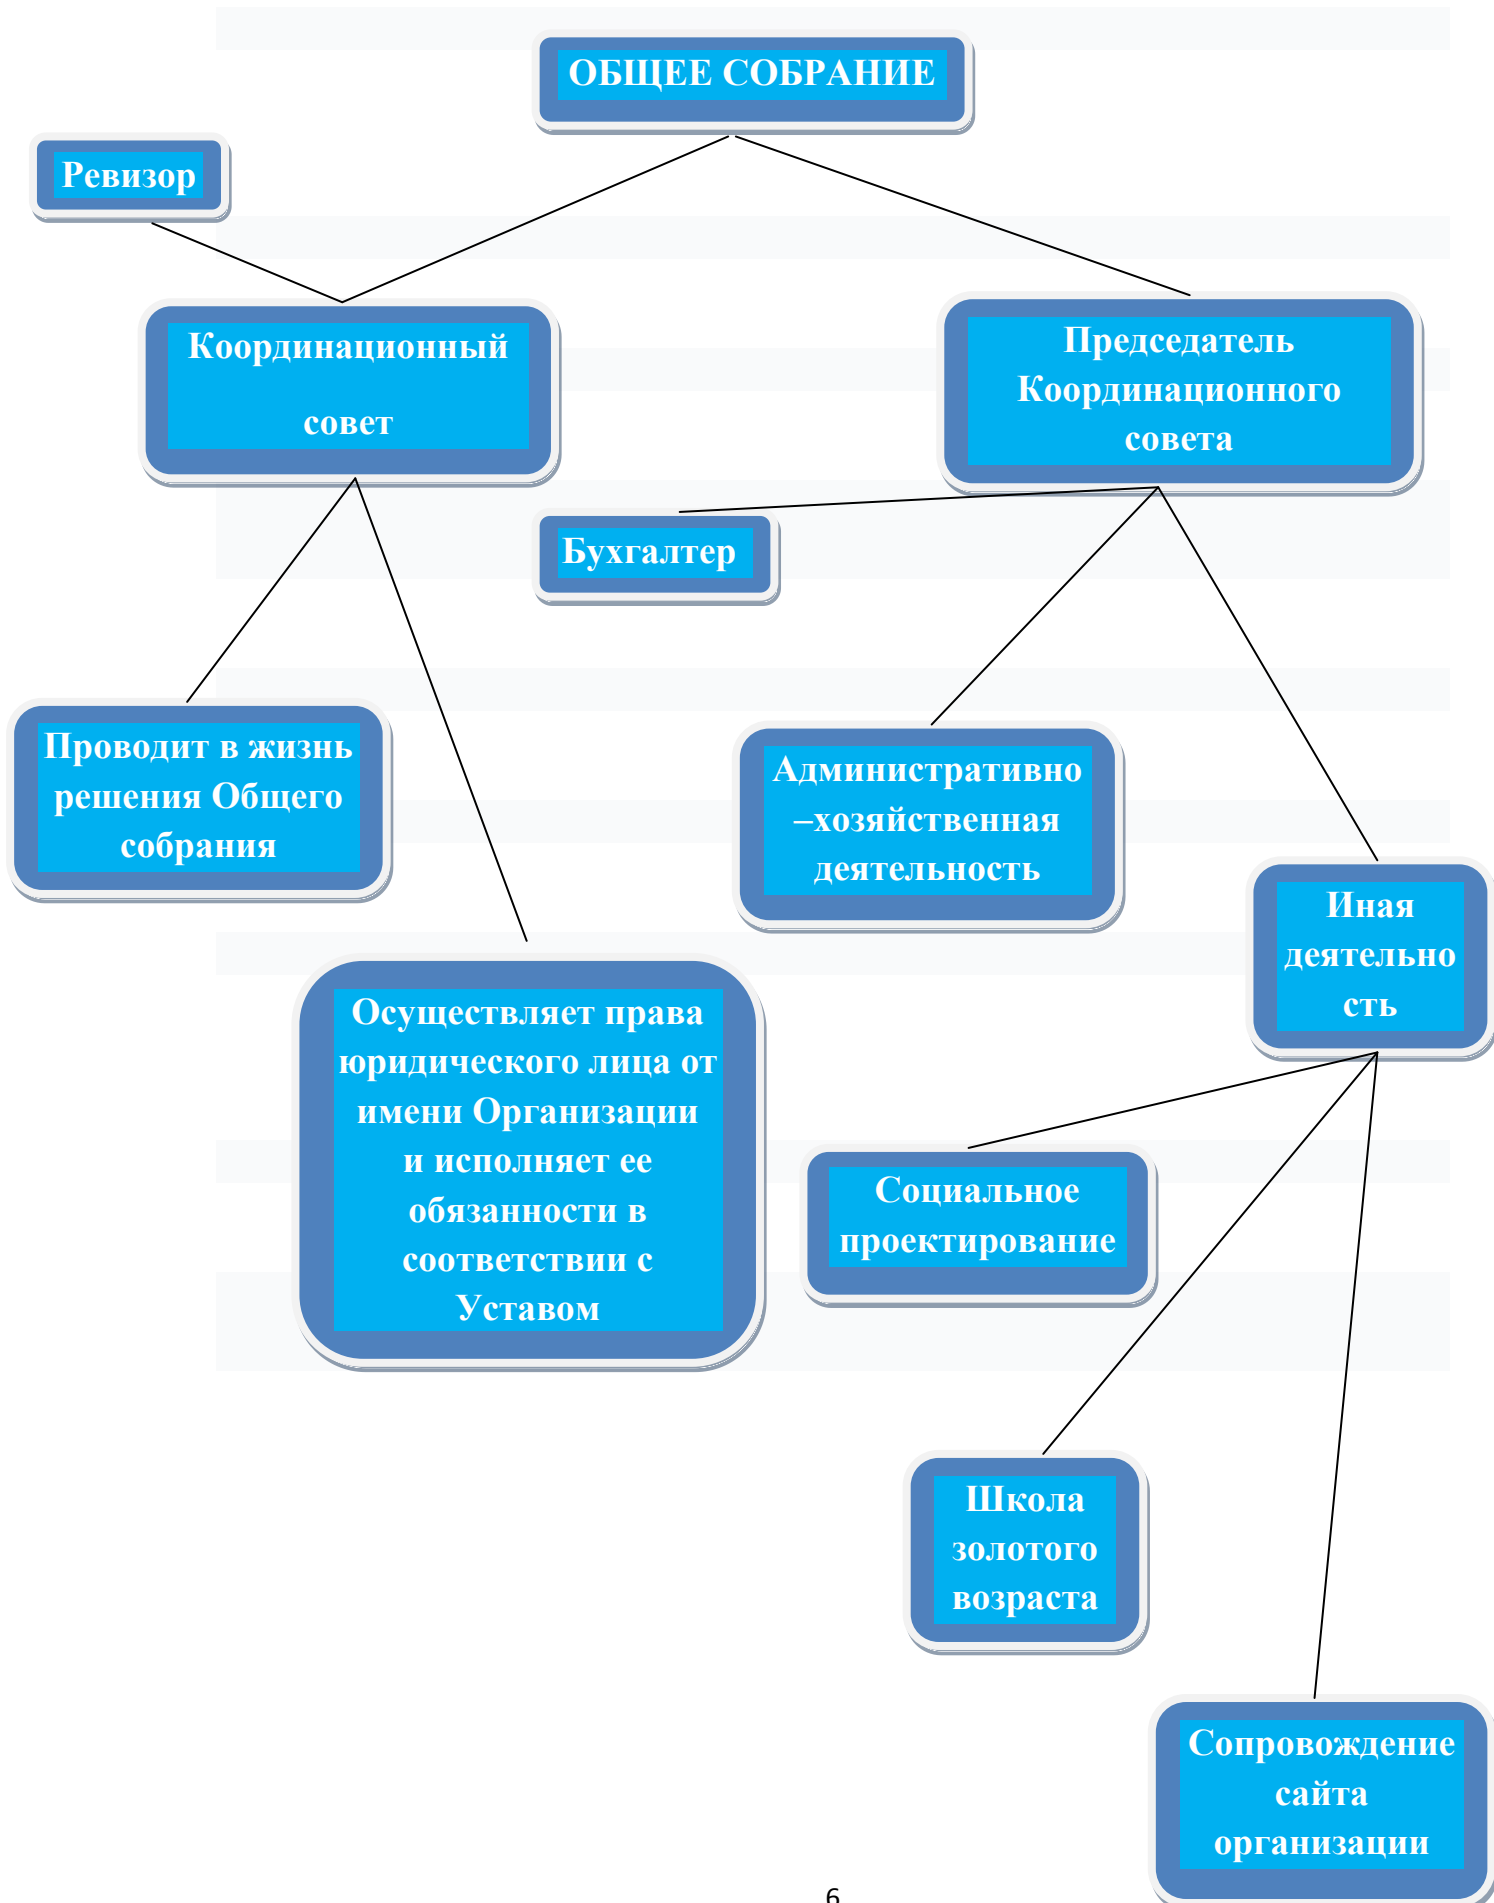 ОБЩЕЕ СОБРАНИЕ
Ревизор
Координационный
совет
Председатель
Координационного
совета
Бухгалтер
Проводит в жизнь
решения Общего
собрания
Административно
–хозяйственная
деятельность
Иная
деятельно
сть
Осуществляет права
юридического лица от
имени Организации
и исполняет ее
обязанности в
соответствии с
Уставом
Социальное
проектирование
Школа
золотого
возраста
Сопровождение
сайта
организации
6